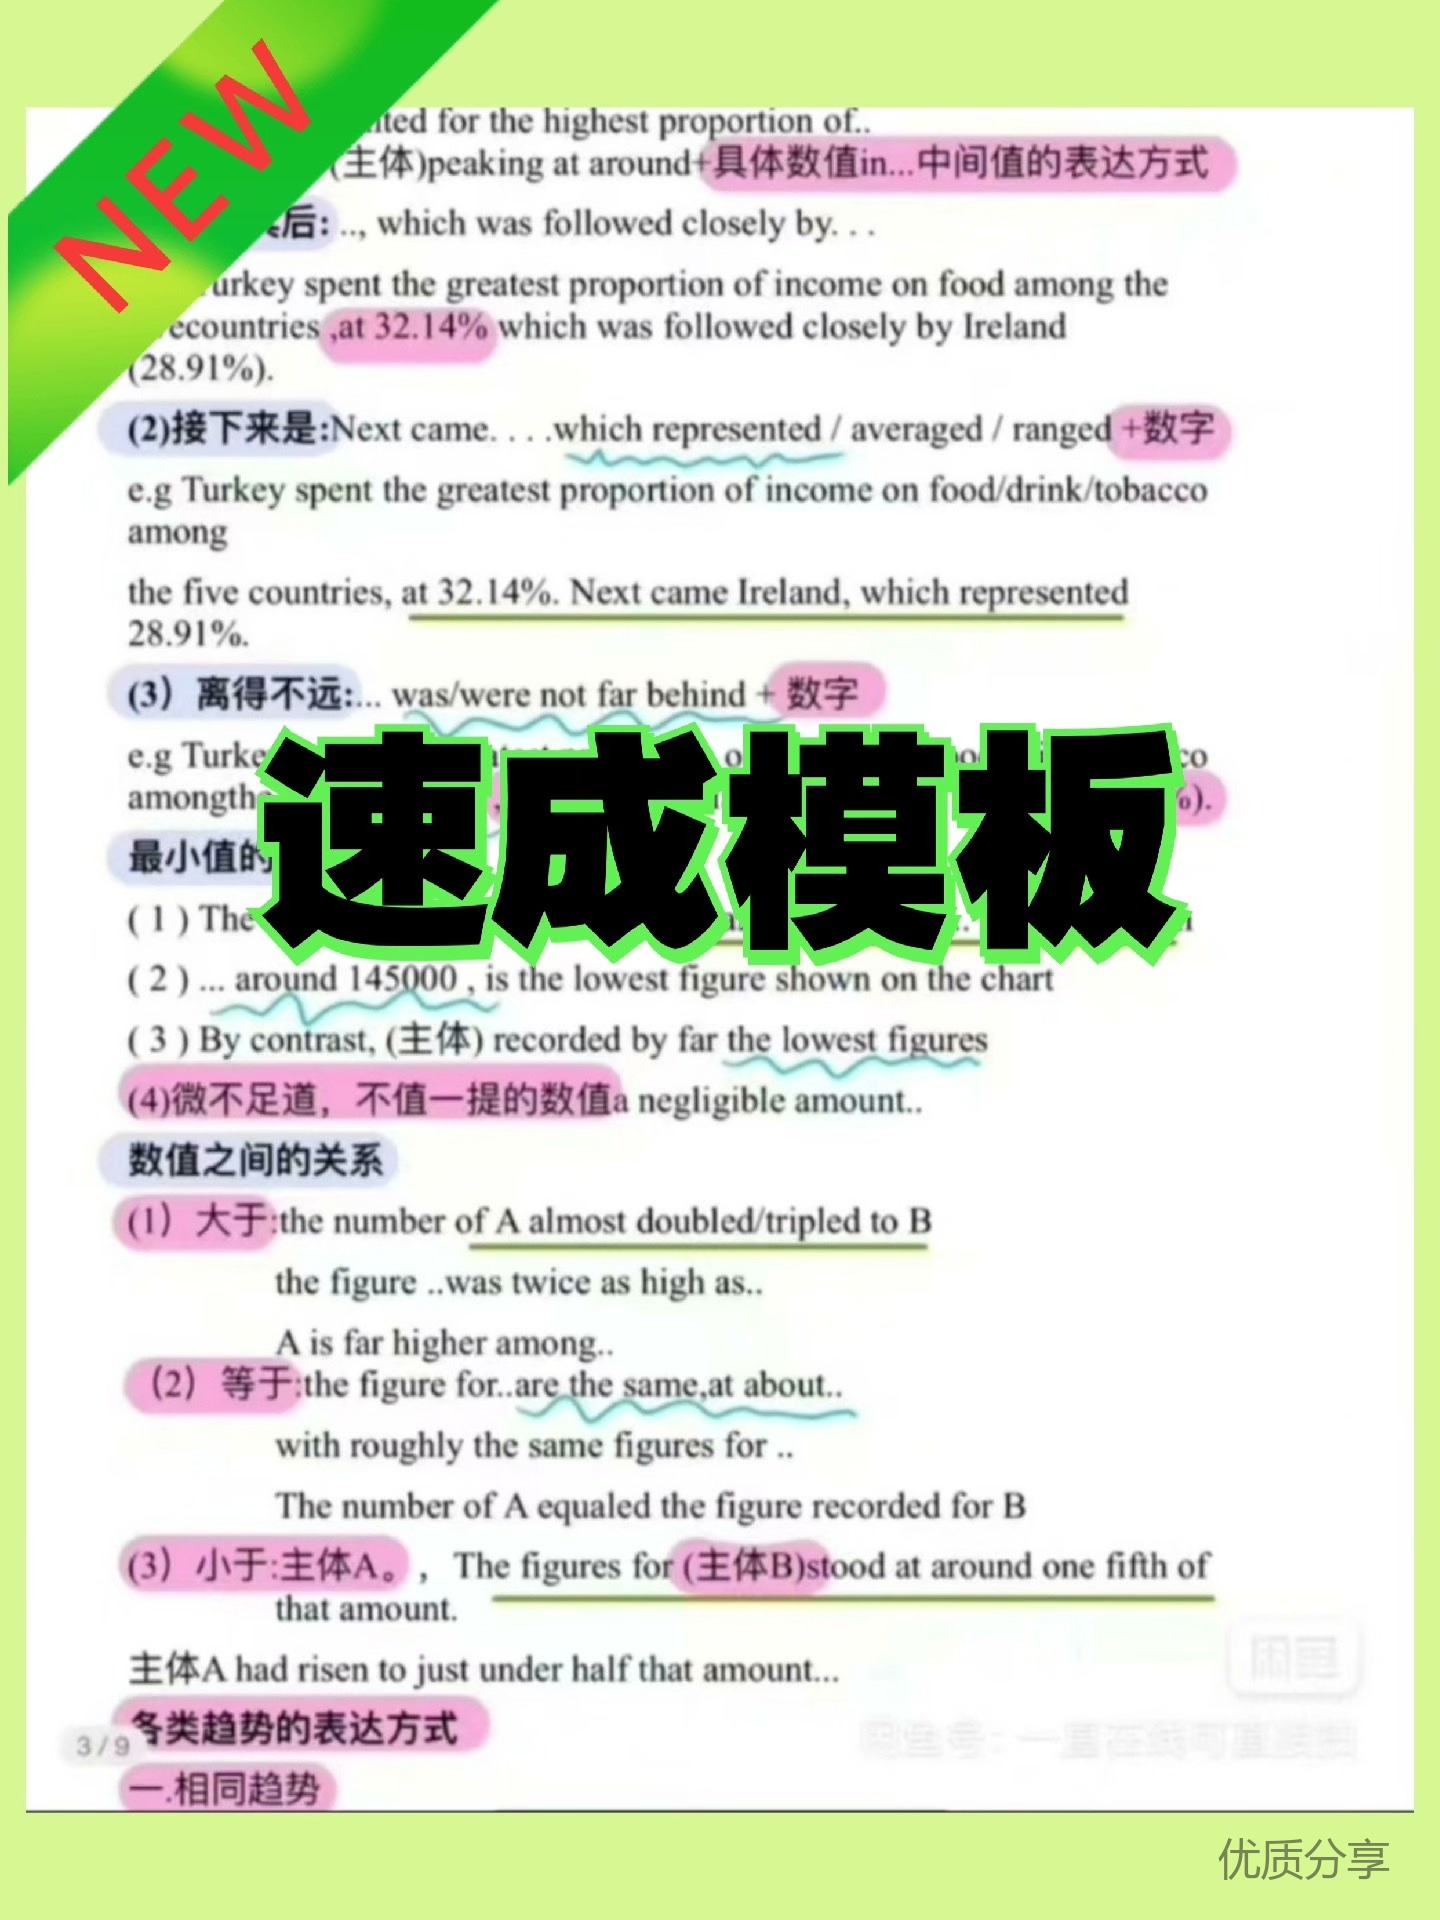 NEW
for the highest proportion of..
(主体)peaking at around+具体数值in...中间值的表达方式
后: .., which was followed closely by. . .
urkey spent the greatest proportion of income on food among the
ecountries ,at 32.14% which was followed closely by Ireland
(28.91%).
(2)接下来是:Next came. . . .which represented / averaged / ranged +数字
e.g Turkey spent the greatest proportion of income on food/drink/tobacco
among
the five countries, at 32.14%. Next came Ireland, which represented
28.91%.
(3）离得不远:... was/were not far behind + 数字
e.g Turke
co
amongth
%).
速成模板
最小值的
( 1 ) The
( 2 ) ... around 145000 , is the lowest figure shown on the chart
( 3 ) By contrast, (主体) recorded by far the lowest figures
(4)微不足道，不值一提的数值a negligible amount..
数值之间的关系
(1）大于:the number of A almost doubled/tripled to B
the figure ..was twice as high as..
A is far higher among..
（2）等于:the figure for..are the same,at about..
with roughly the same figures for ..
The number of A equaled the figure recorded for B
(3）小于:主体A。，The figures for (主体B)stood at around one fifth of
that amount.
主体A had risen to just under half that amount...
各类趋势的表达方式
3/9
一.相同趋势
优质分享